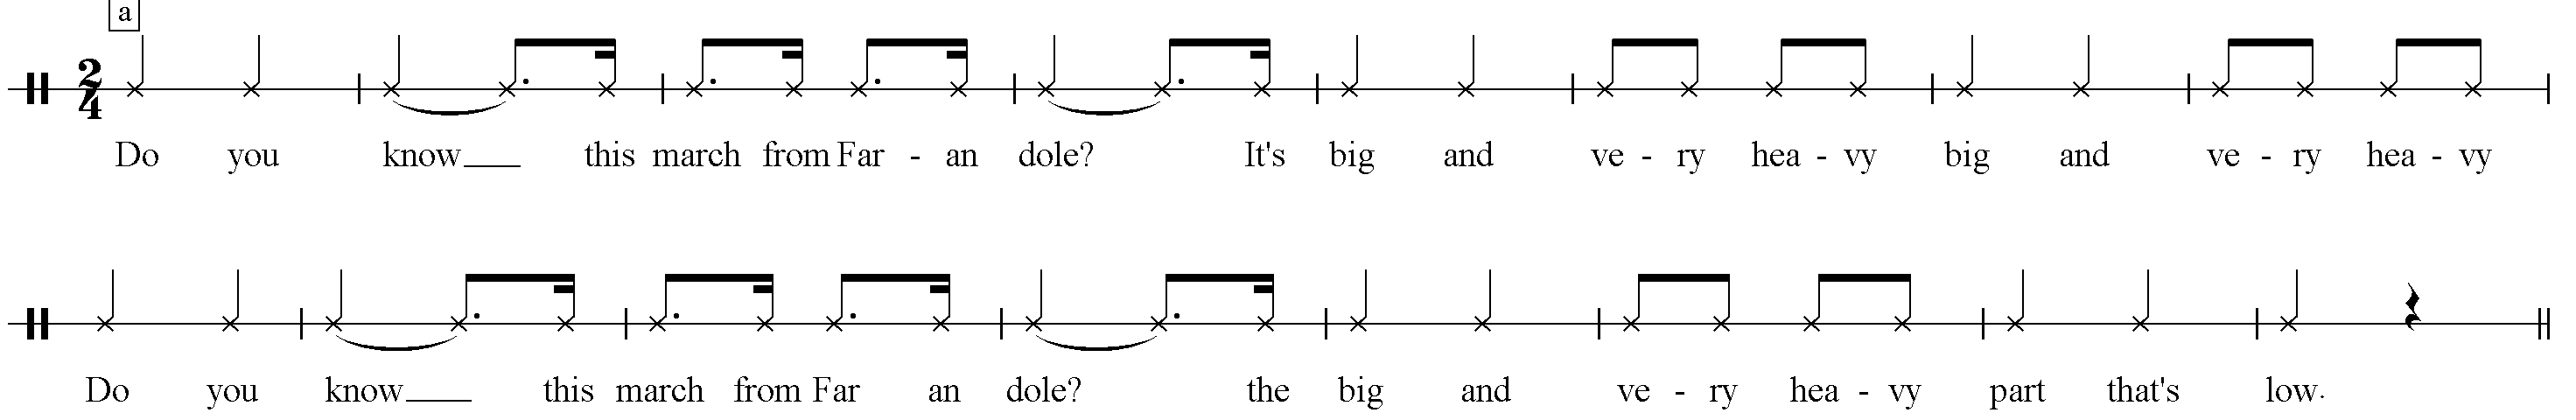 a
2
4
Do you know___ this march from Far - an dole? It's big and ve - ry hea - vy big and ve - ry hea - vy
Do you know___ this march from Far an dole? the big and ve - ry hea - vy part that's low.